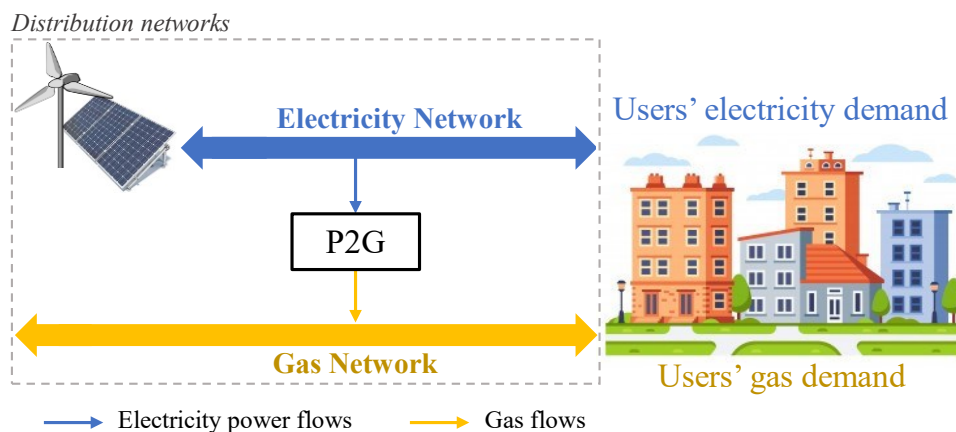 Distribution networks
Electricity Network
Users’ electricity demand
P2G
Gas Network
Users’ gas demand
Electricity power flows
Gas flows